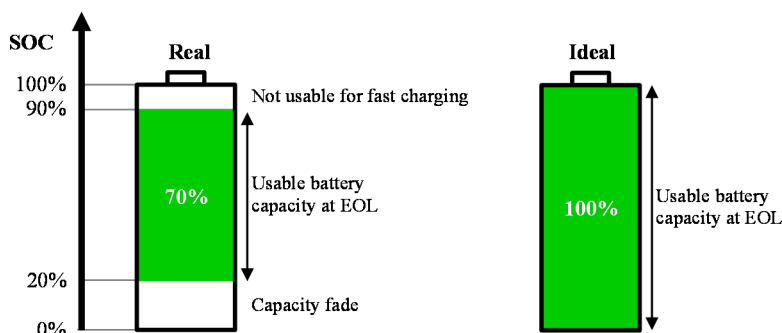 SOC
Real
Ideal
100%
Not usable for fast charging
90%
70%
Usable battery
capacity at EOL
100%
Usable battery
capacity at EOL
20%
Capacity fade
0%